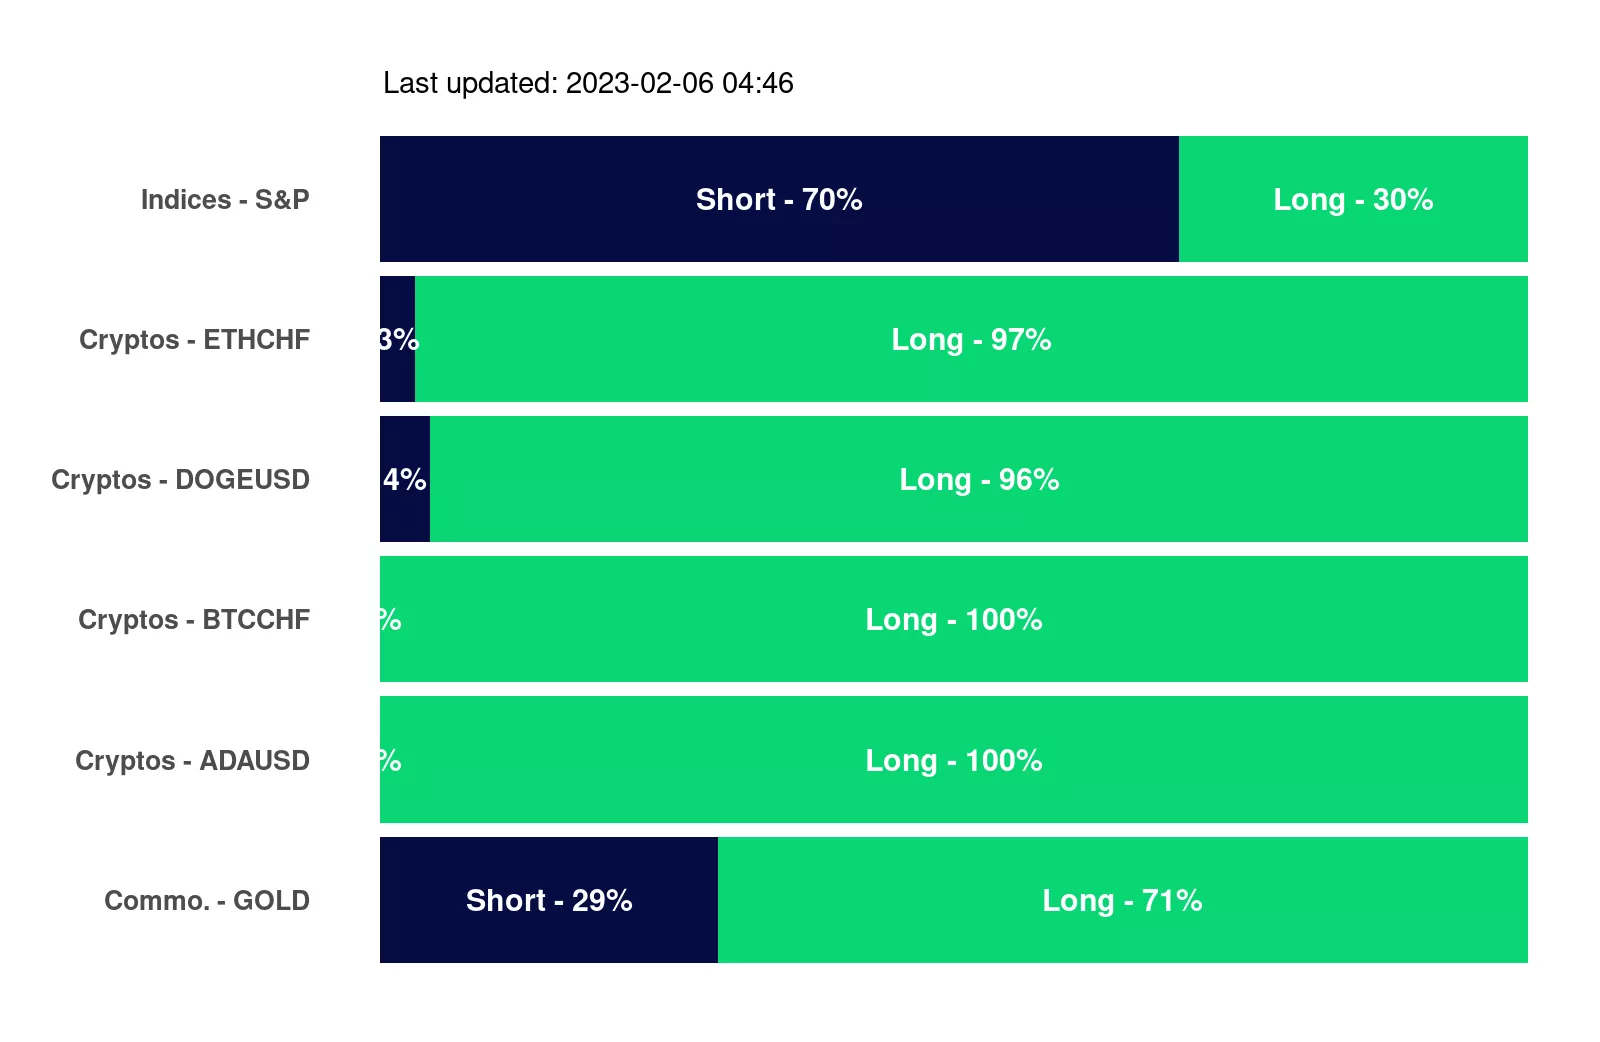 Last updated: 2023-02-06 04:46
Indices - S&P
Short - 70%
Long - 30%
Cryptos - ETHCHF
3%
Long - 97%
Cryptos - DOGEUSD
4%
Long - 96%
Cryptos - BTCCHF
%
Long - 100%
Cryptos - ADAUSD
%
Long - 100%
Commo. - GOLD
Short - 29%
Long - 71%